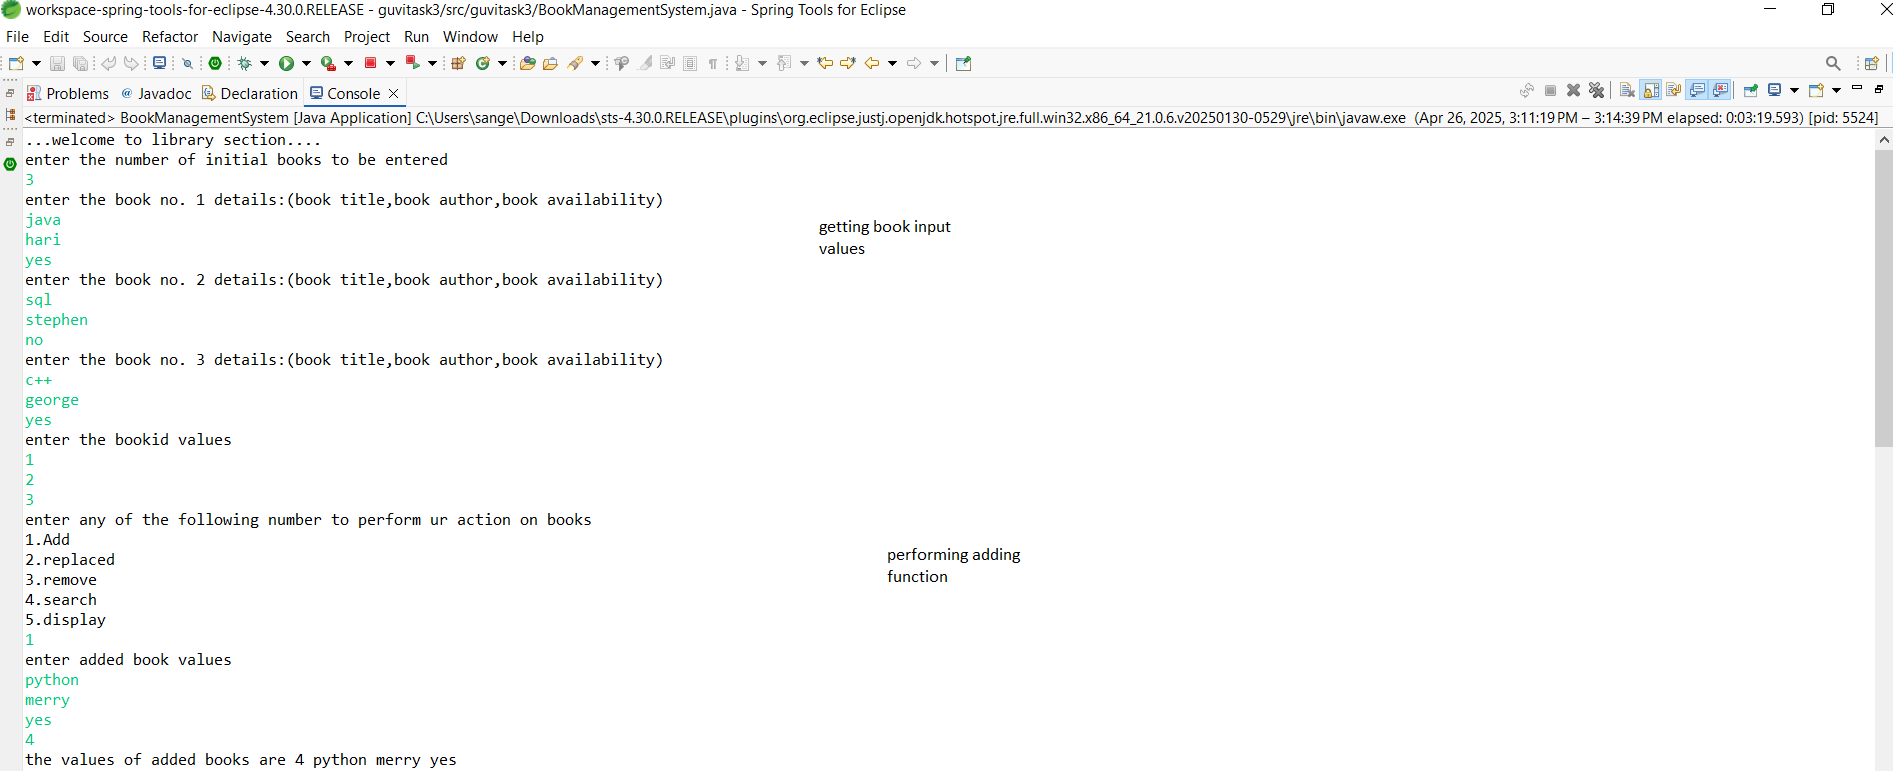 workspace-spring-tools-for-eclipse-4.30.0.RELEASE - guvitask3/src/guvitask3/BookManagementSystem.java - Spring Tools for Eclipse
File Edit Source Refactor Navigate Search Project Run Window Help
Problems @ Javadoc Declaration Console
<terminated> BookManagementSystem [Java Application] C:\Users\sange\Downloads\sts-4.30.0.RELEASE\plugins\org.eclipse.justj.openjdk.hotspot.jre.full.win32.x86_64_21.0.6.v20250130-0529\jre\bin\javaw.exe (Apr 26, 2025, 3:11:19 PM – 3:14:39 PM elapsed: 0:03:19.593) [pid: 5524]
...welcome to library section....
enter the number of initial books to be entered
3
enter the book no. 1 details:(book title,book author,book availability)
java
hari
yes
getting book input
values
enter the book no. 2 details:(book title,book author,book availability)
sql
stephen
no
enter the book no. 3 details:(book title,book author,book availability)
c++
george
yes
enter the bookid values
1
2
3
enter any of the following number to perform ur action on books
1.Add
2.replaced
3.remove
4.search
5.display
performing adding
function
1
enter added book values
python
merry
yes
4
the values of added books are 4 python merry yes